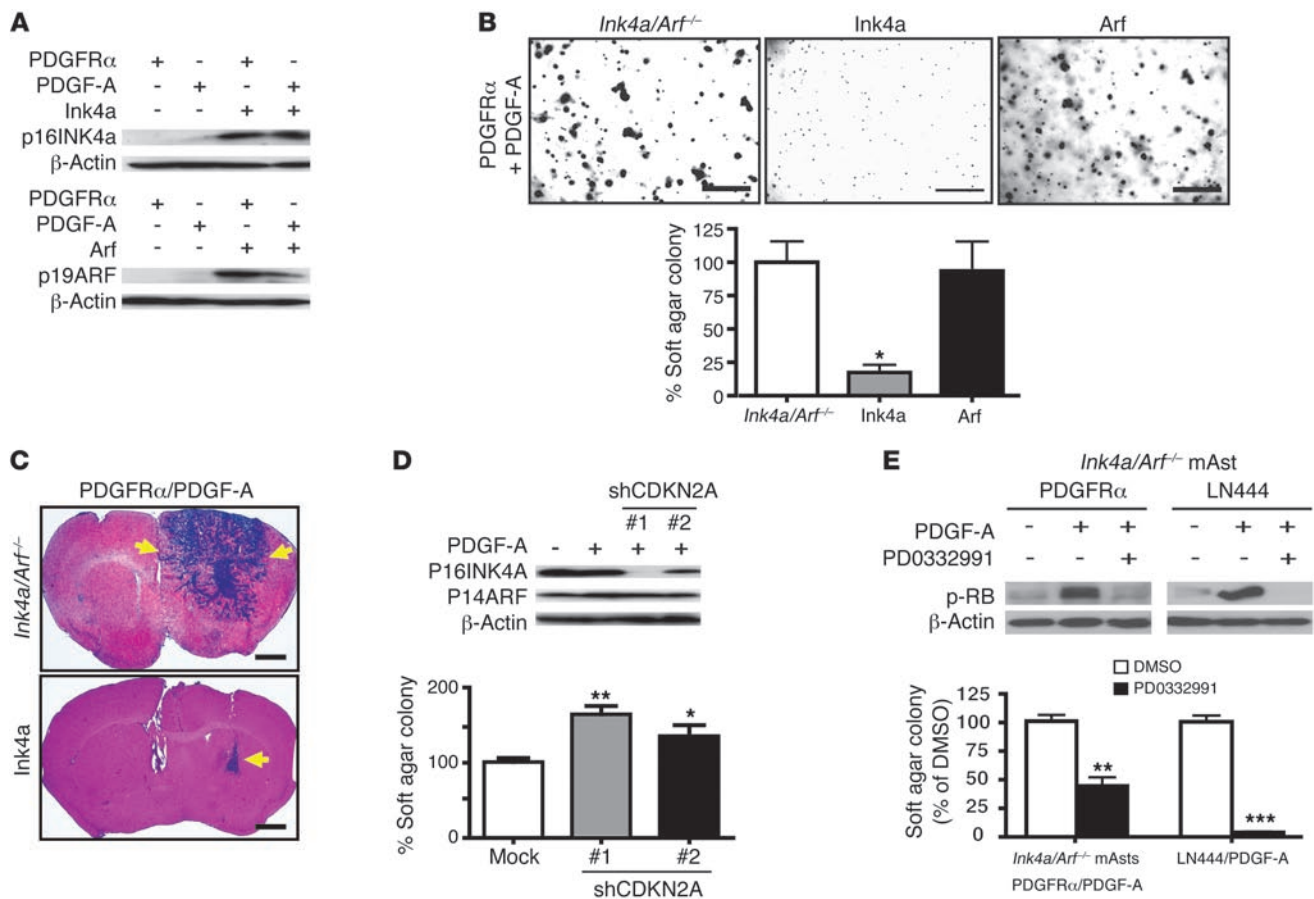 A
PDGFRα + - + -
PDGF-A - + - +
Ink4a - - + +
p16INK4a
β-Actin
PDGFRα + - + -
PDGF-A - + - +
Arf - - + +
p19ARF
β-Actin
B
Ink4a/Arf–/– Ink4a Arf
PDGFRα
+ PDGF-A
% Soft agar colony
125
100
75
50
25
0
*
Ink4a/Arf–/– Ink4a Arf
C
PDGFRα/PDGF-A
Ink4a/Arf–/–
Ink4a
D
shCDKN2A
#1 #2
PDGF-A - + + +
P16INK4A
P14ARF
β-Actin
% Soft agar colony
200
100
0
** *
Mock #1 #2
shCDKN2A
E
Ink4a/Arf–/– mAst
PDGFRα LN444
PDGF-A - + + - + +
PD0332991 - - + - - +
p-RB
β-Actin
DMSO
PD0332991
Soft agar colony
(% of DMSO)
125
100
75
50
25
0
** ***
Ink4a/Arf–/– mAsts LN444/PDGF-A
PDGFRα/PDGF-A